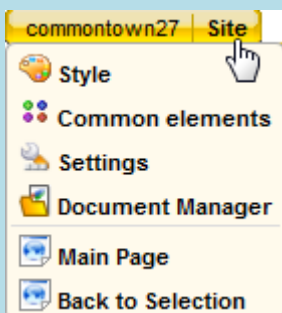 commontown27 Site
Style
Common elements
Settings
Document Manager
Main Page
Back to Selection